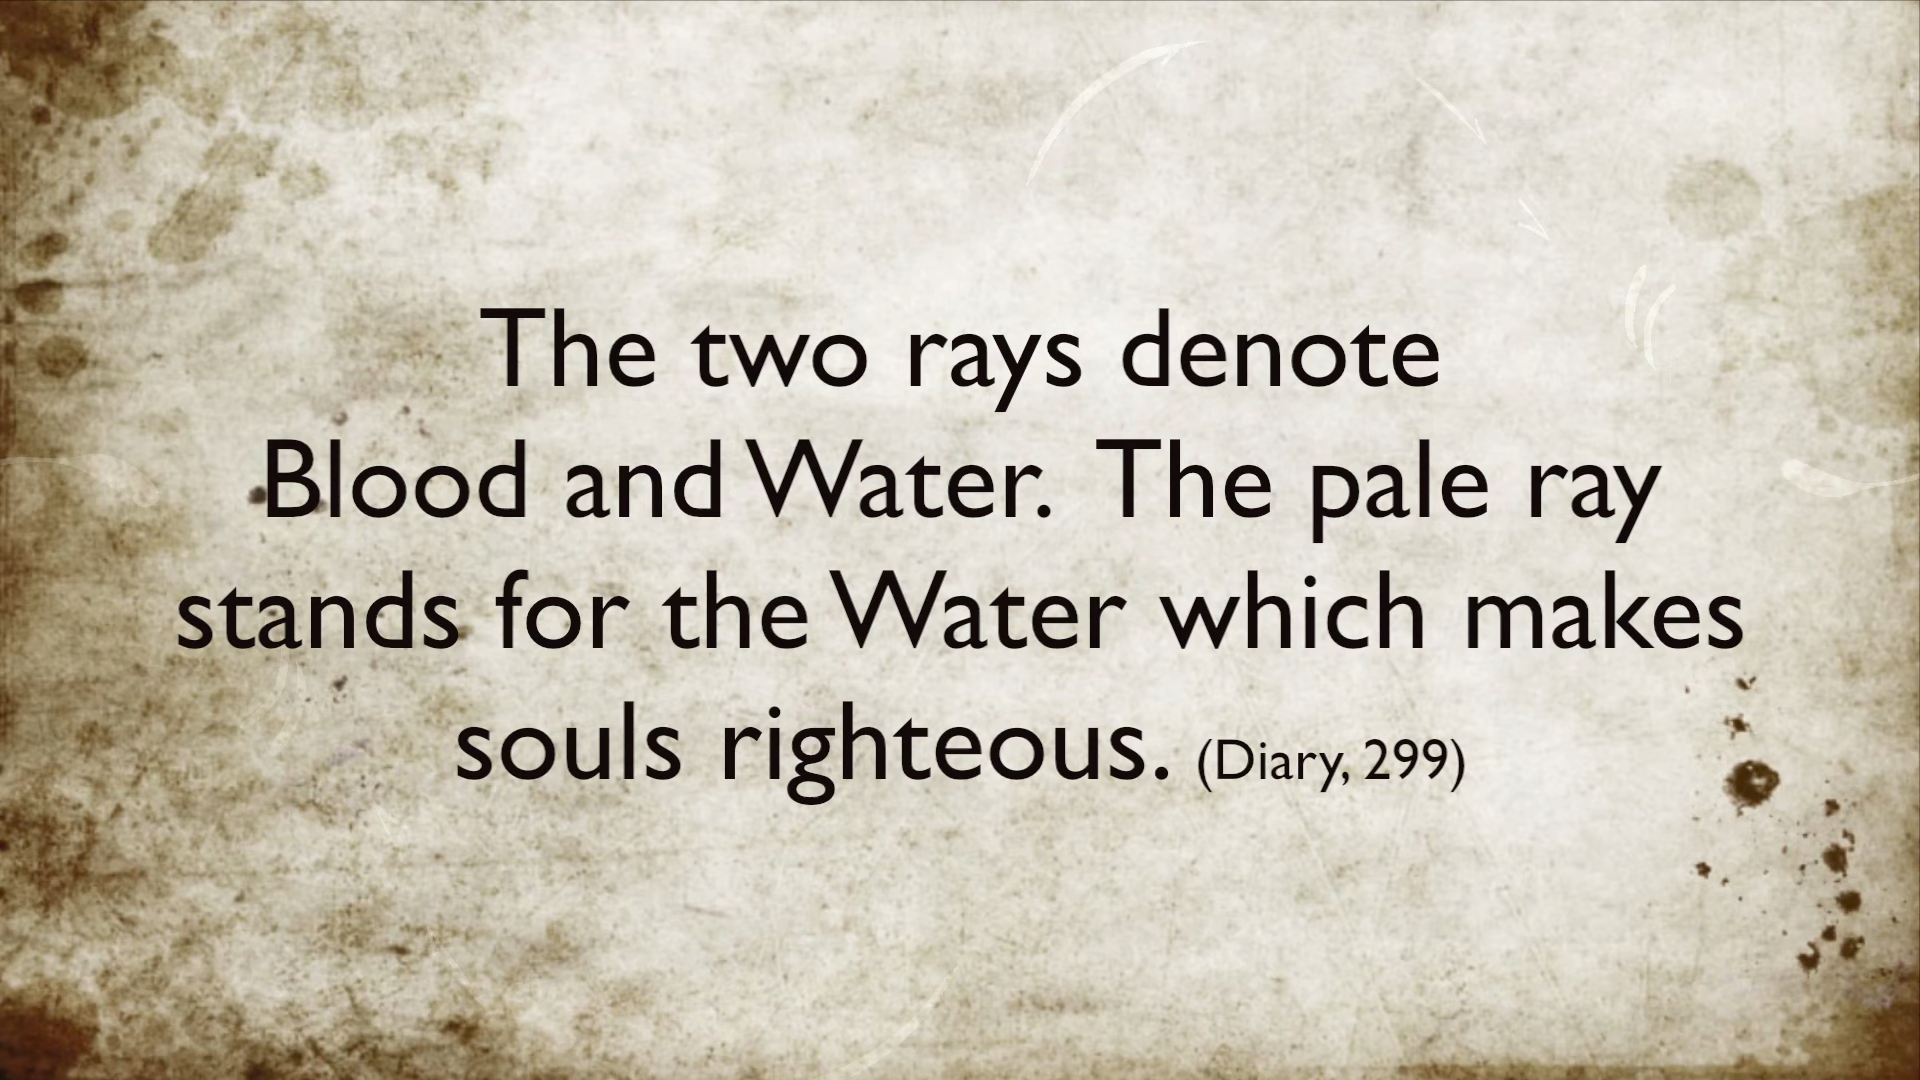 The two rays denote
Blood and Water. The pale ray
stands for the Water which makes
souls righteous. (Diary, 299)